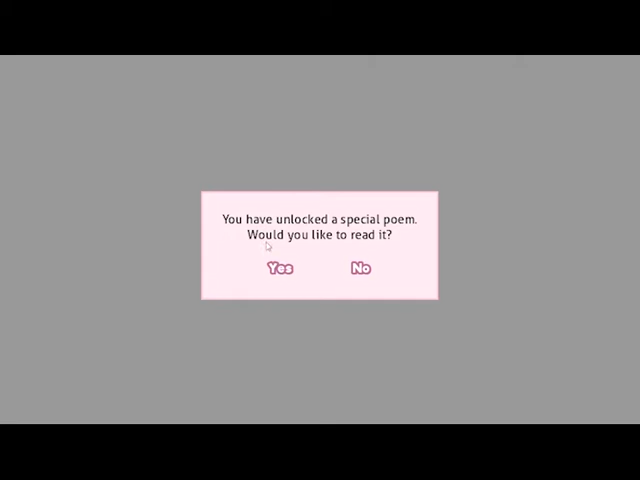 You have unlocked a special poem.
Would you like to read it?
Yes No